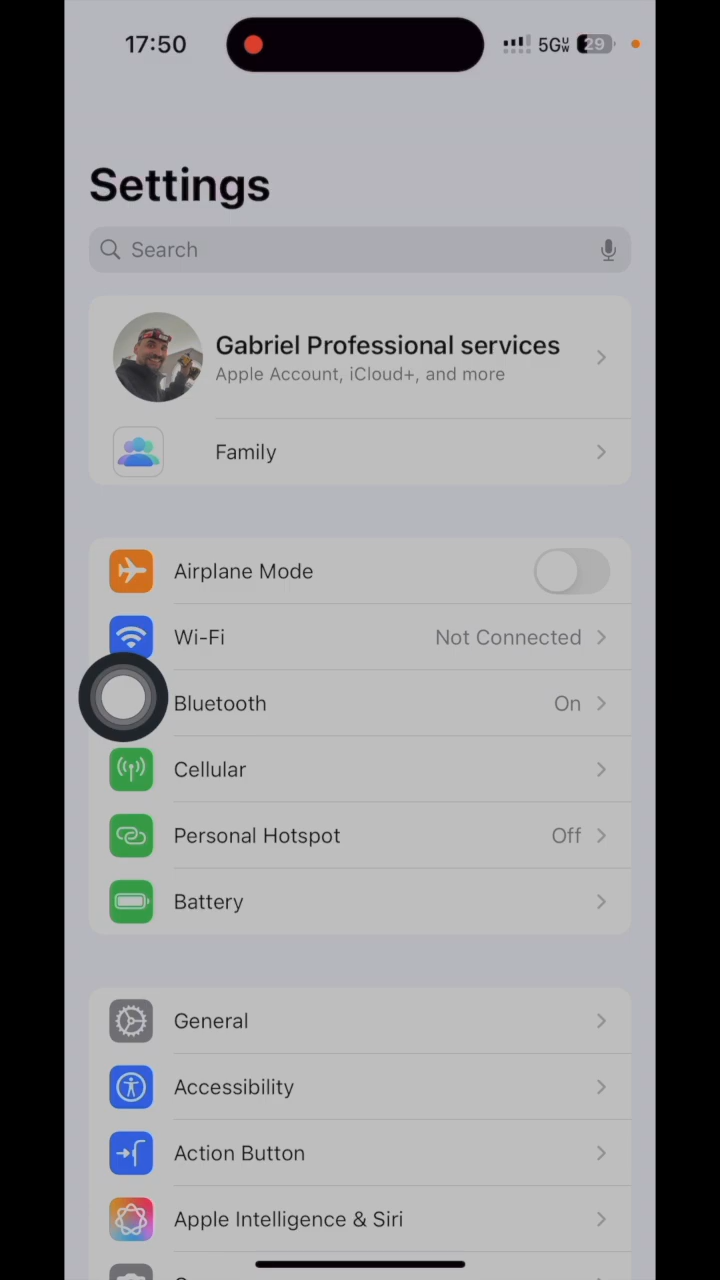 17:50
5GUW
29
Settings
Search
Gabriel Professional services
Apple Account, iCloud+, and more
Family
Airplane Mode
Wi-Fi
Not Connected
Bluetooth
On
Cellular
Personal Hotspot
Off
Battery
General
Accessibility
Action Button
Apple Intelligence & Siri